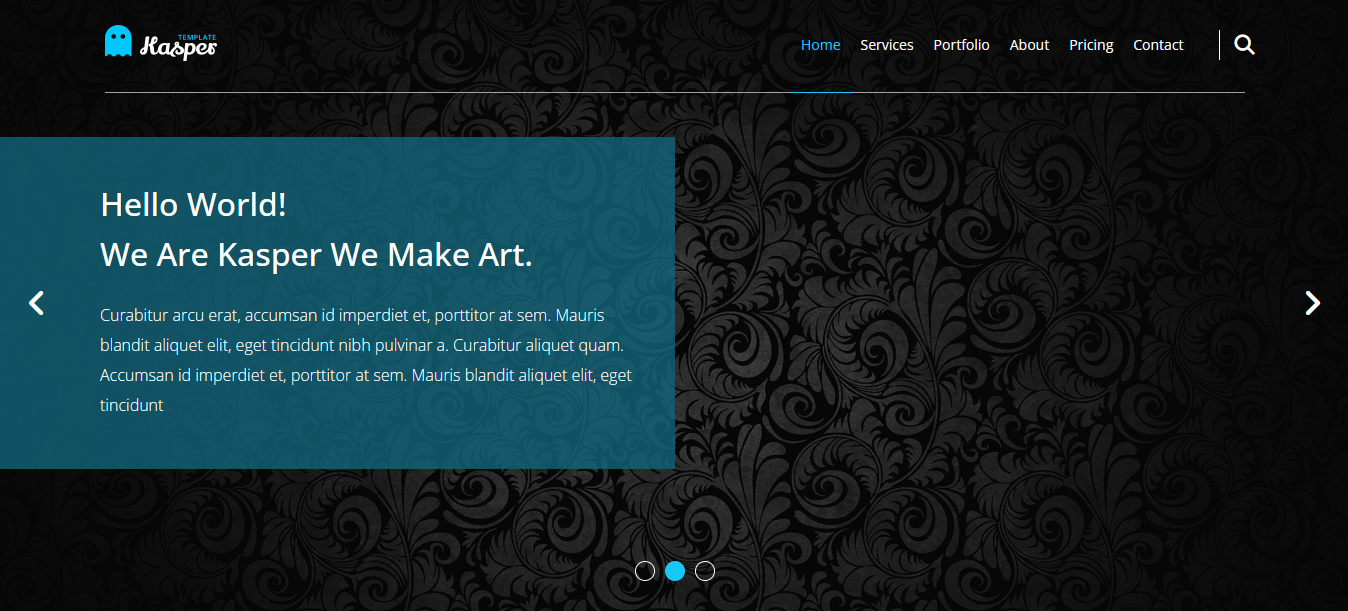 TEMPLATE
Kasper
Home Services Portfolio About Pricing Contact
Hello World!
We Are Kasper We Make Art.
Curabitur arcu erat, accumsan id imperdiet et, porttitor at sem. Mauris
blandit aliquet elit, eget tincidunt nibh pulvinar a. Curabitur aliquet quam.
Accumsan id imperdiet et, porttitor at sem. Mauris blandit aliquet elit, eget
tincidunt